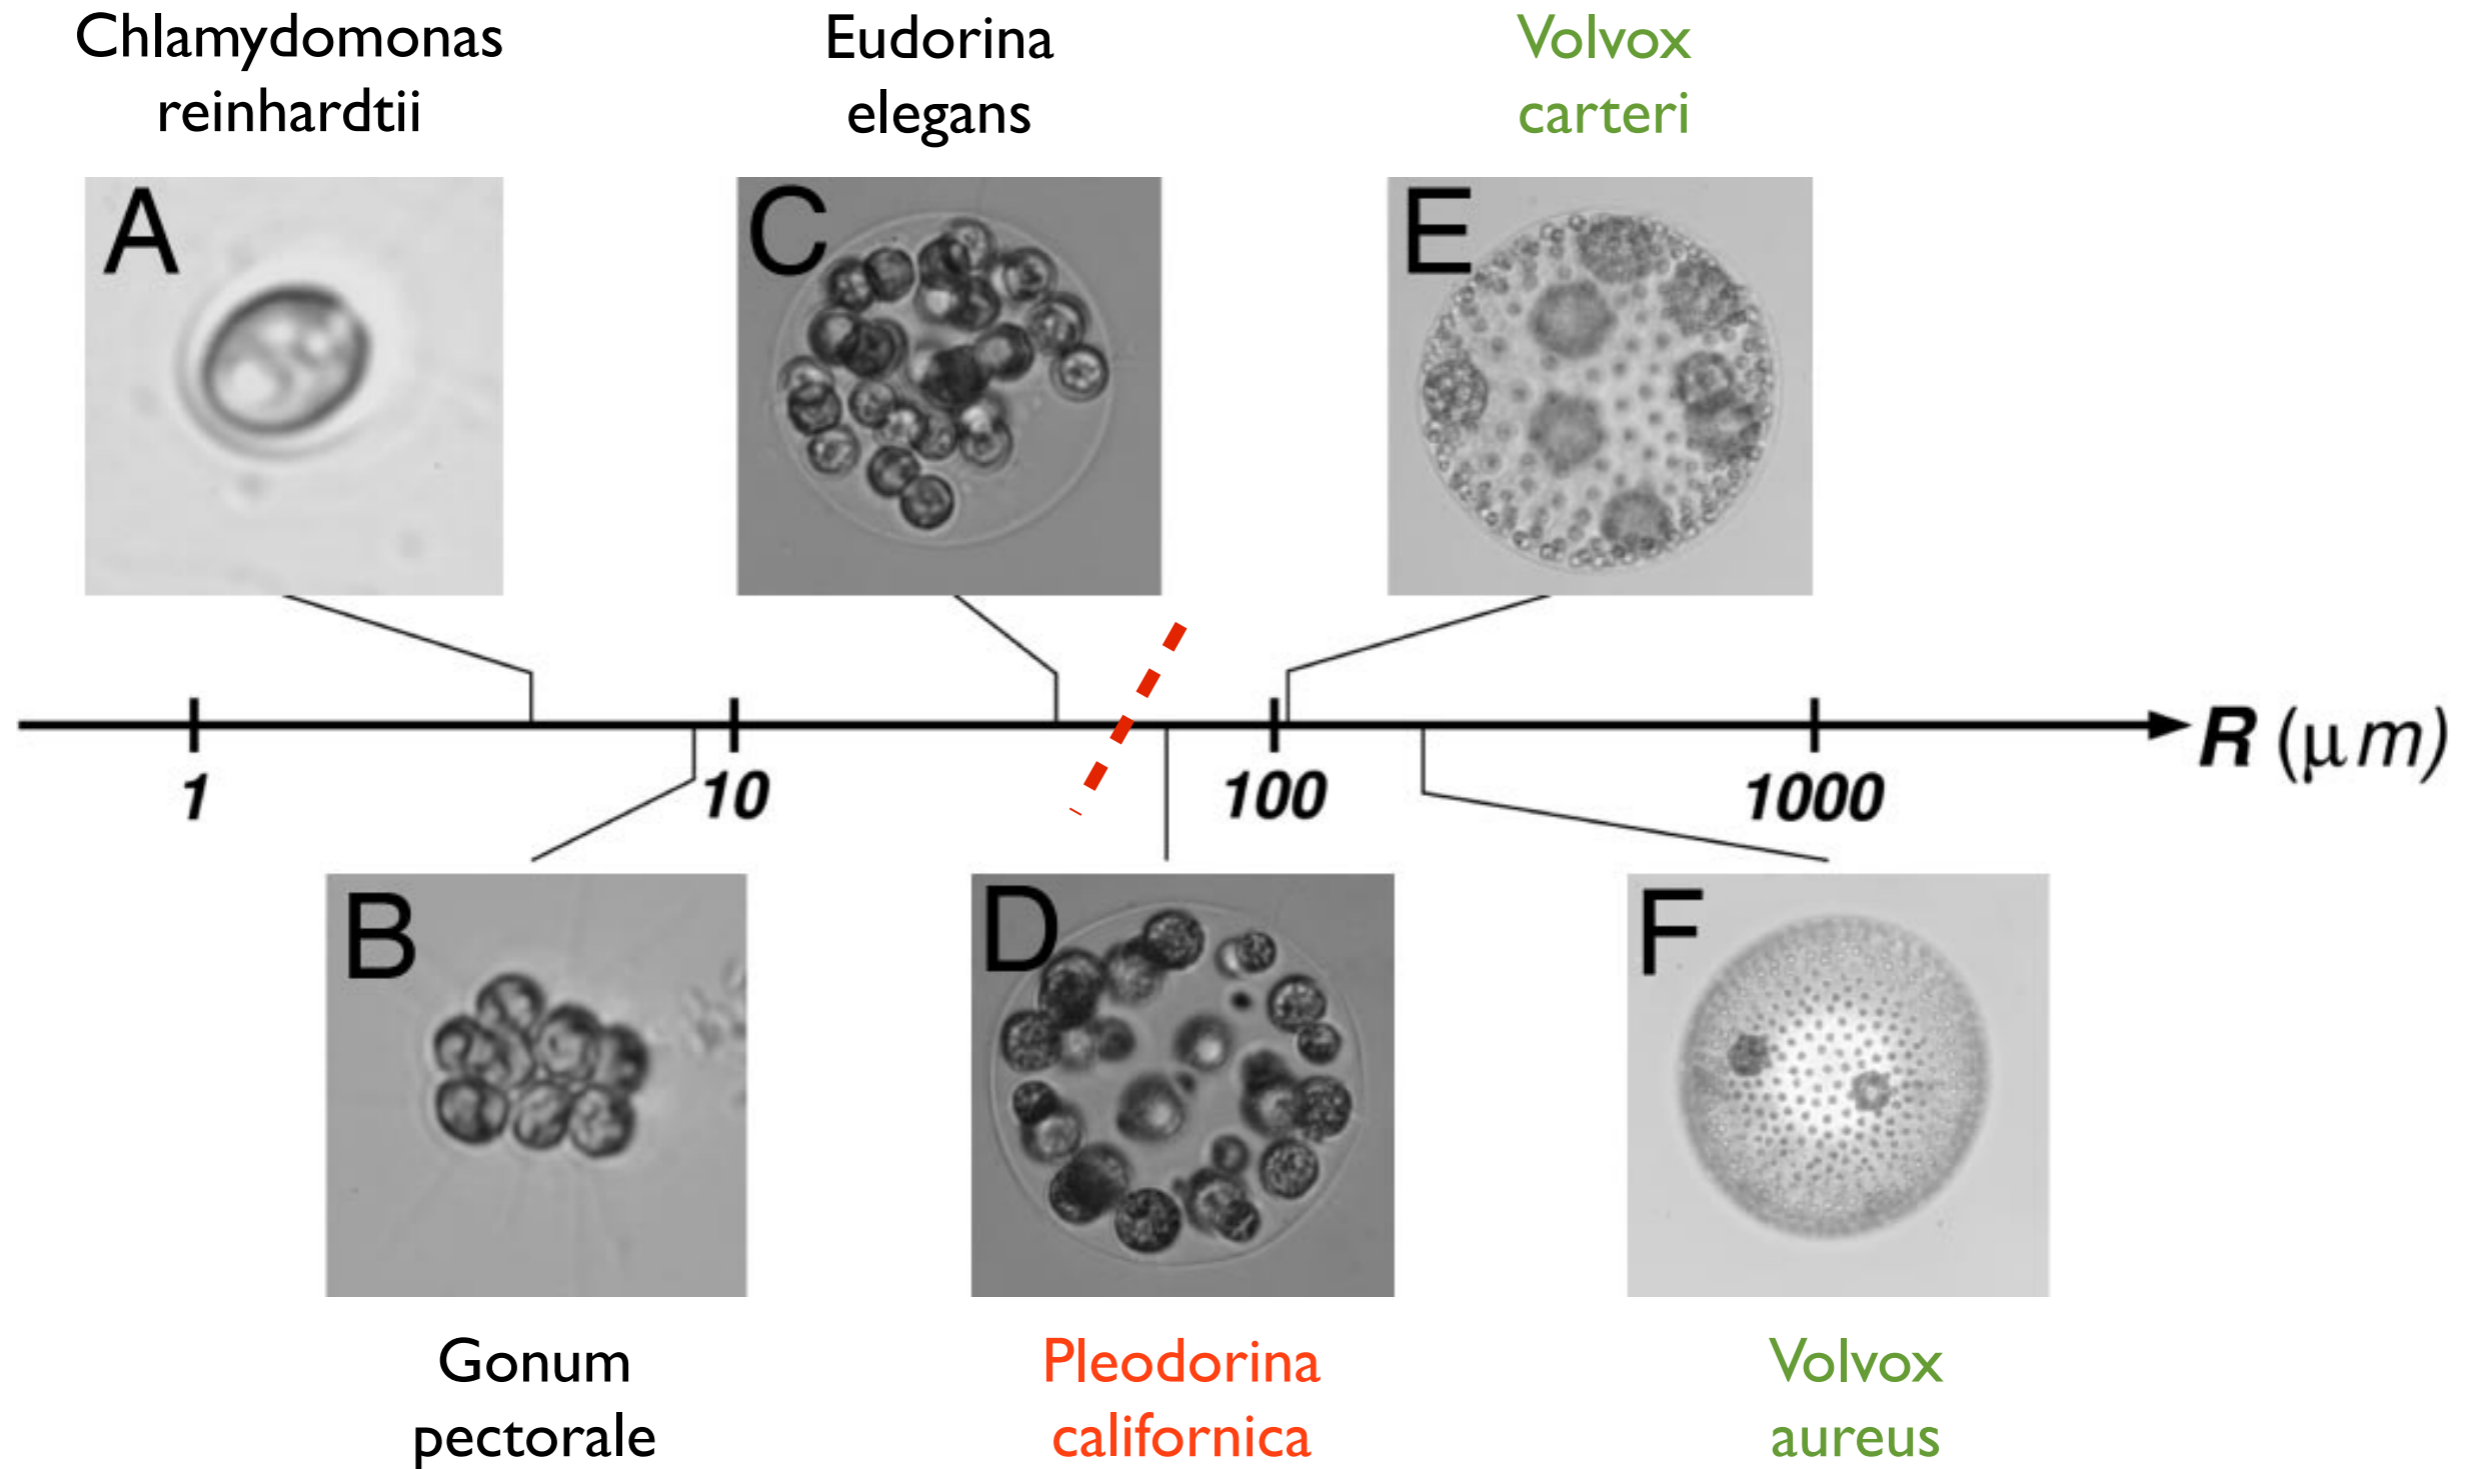 Chlamydomonas
reinhardtii
Eudorina
elegans
Volvox
carteri
A
C
E
R (μm)
1
10
100
1000
B
D
F
Gonum
pectorale
Pleodorina
californica
Volvox
aureus